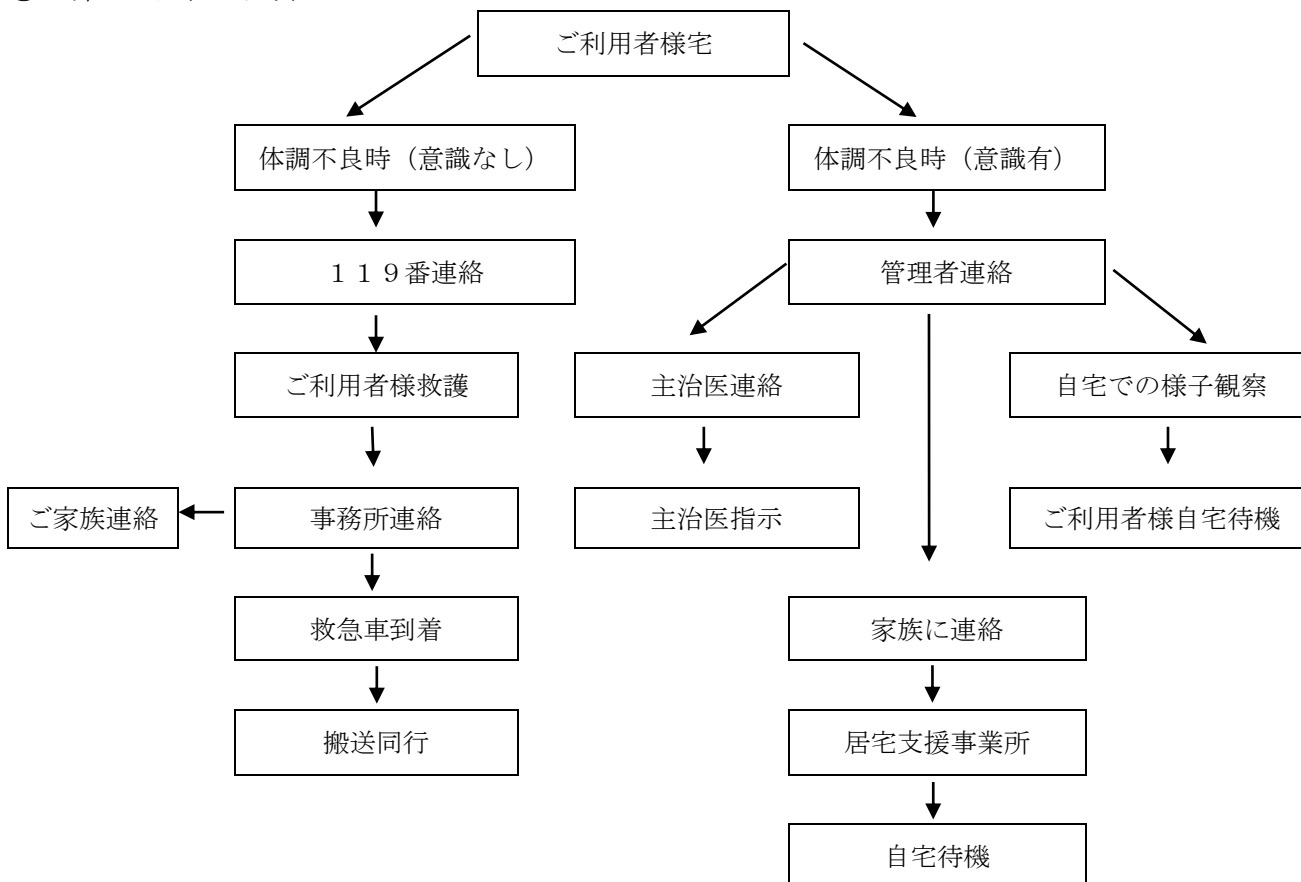 ご利用者様宅
体調不良時（意識なし）
体調不良時（意識有）
１１９番連絡
管理者連絡
ご利用者様救護
主治医連絡
自宅での様子観察
ご家族連絡
事務所連絡
主治医指示
ご利用者様自宅待機
救急車到着
家族に連絡
搬送同行
居宅支援事業所
自宅待機